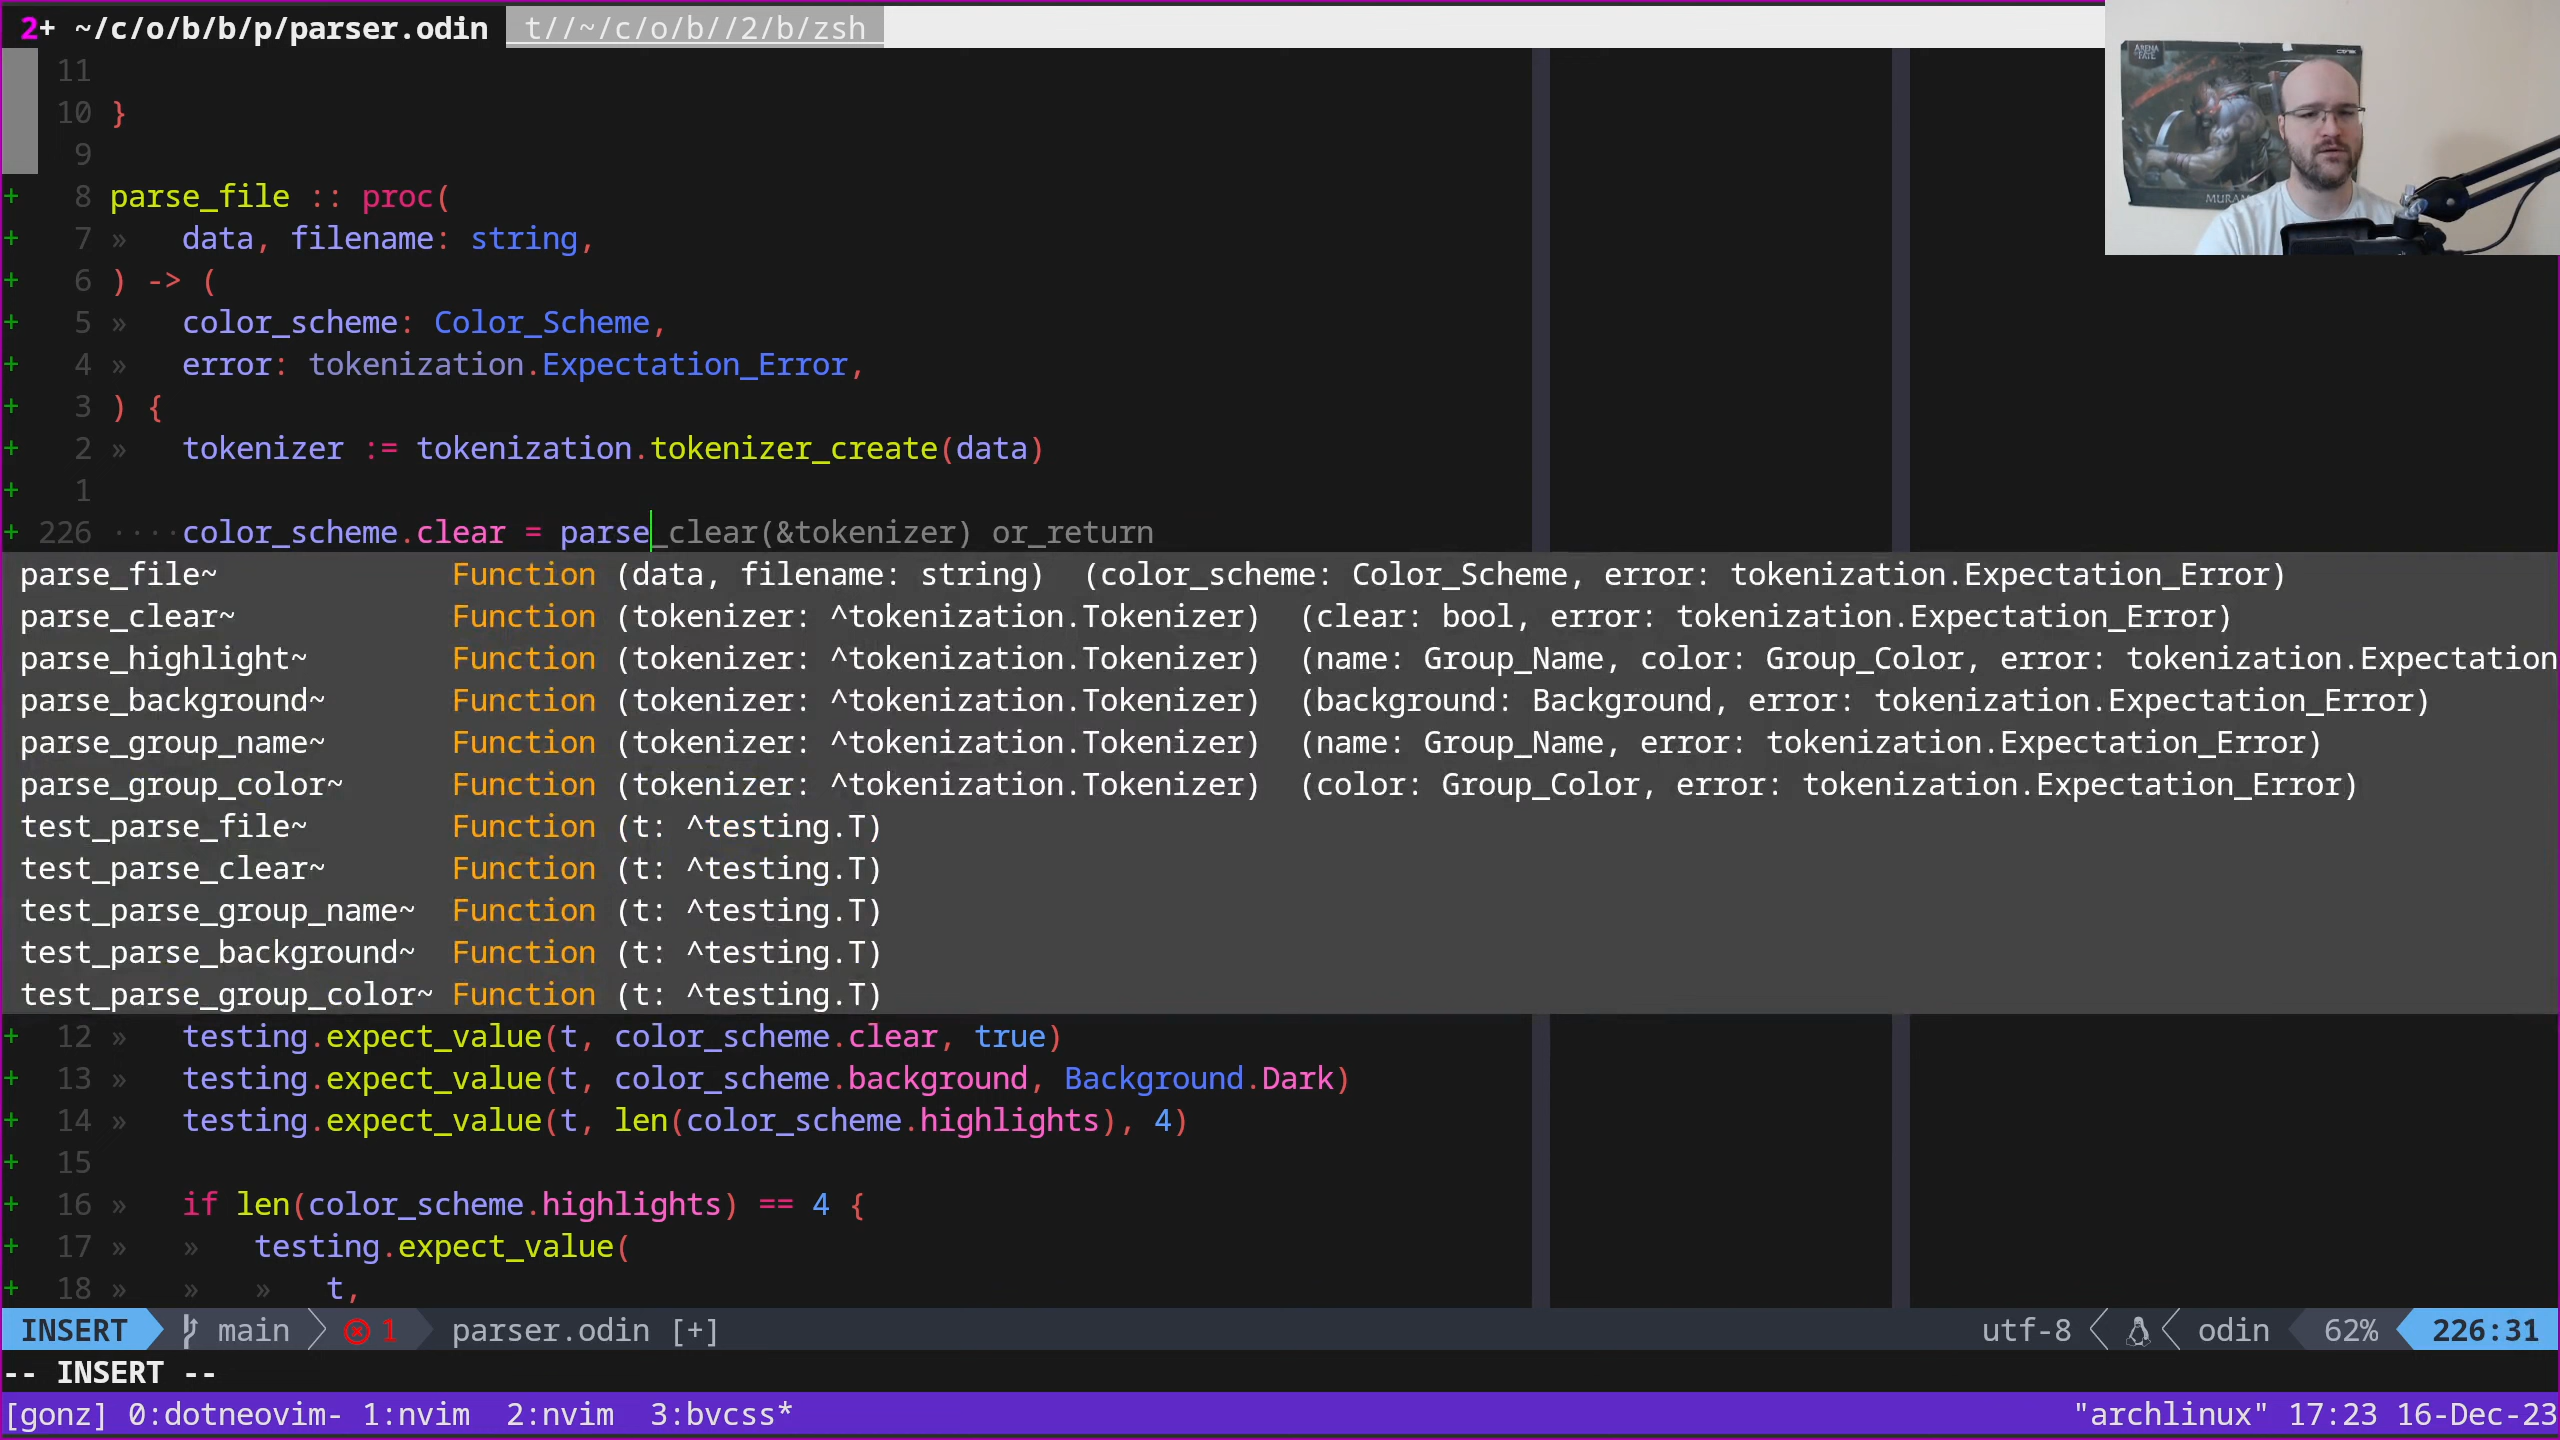 2+ ~/c/o/b/b/p/parser.odin t//~/c/o/b//2/b/zsh
11
10 }
9
+ 8 parse_file :: proc(
+ 7 » data, filename: string,
+ 6 ) -> (
+ 5 » color_scheme: Color_Scheme,
+ 4 » error: tokenization.Expectation_Error,
+ 3 ) {
+ 2 » tokenizer := tokenization.tokenizer_create(data)
+ 1
+ 226 ····color_scheme.clear = parse_clear(&tokenizer) or_return
parse_file~ Function (data, filename: string) (color_scheme: Color_Scheme, error: tokenization.Expectation_Error)
parse_clear~ Function (tokenizer: ^tokenization.Tokenizer) (clear: bool, error: tokenization.Expectation_Error)
parse_highlight~ Function (tokenizer: ^tokenization.Tokenizer) (name: Group_Name, color: Group_Color, error: tokenization.Expectation
parse_background~ Function (tokenizer: ^tokenization.Tokenizer) (background: Background, error: tokenization.Expectation_Error)
parse_group_name~ Function (tokenizer: ^tokenization.Tokenizer) (name: Group_Name, error: tokenization.Expectation_Error)
parse_group_color~ Function (tokenizer: ^tokenization.Tokenizer) (color: Group_Color, error: tokenization.Expectation_Error)
test_parse_file~ Function (t: ^testing.T)
test_parse_clear~ Function (t: ^testing.T)
test_parse_group_name~ Function (t: ^testing.T)
test_parse_background~ Function (t: ^testing.T)
test_parse_group_color~ Function (t: ^testing.T)
+ 12 » testing.expect_value(t, color_scheme.clear, true)
+ 13 » testing.expect_value(t, color_scheme.background, Background.Dark)
+ 14 » testing.expect_value(t, len(color_scheme.highlights), 4)
+ 15
+ 16 » if len(color_scheme.highlights) == 4 {
+ 17 » » testing.expect_value(
+ 18 » » » t,
INSERT main 1 parser.odin [+] utf-8 odin 62% 226:31
-- INSERT --
[gonz] 0:dotneovim- 1:nvim 2:nvim 3:bvcss* "archlinux" 17:23 16-Dec-23